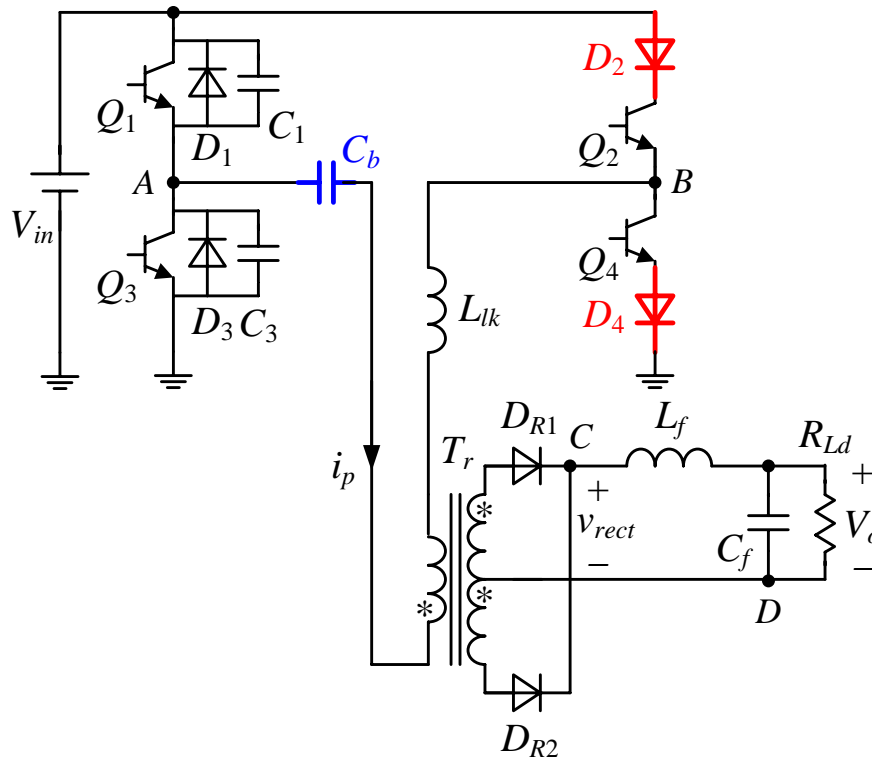 D2
Q1
D1
C1
Cb
Q2
A
B
Vin
Q3
D3
C3
Q4
D4
Llk
DR1
C
Lf
RLd
ip
Tr
*
*
*
+
vrect
−
Cf
+
Vo
−
D
DR2